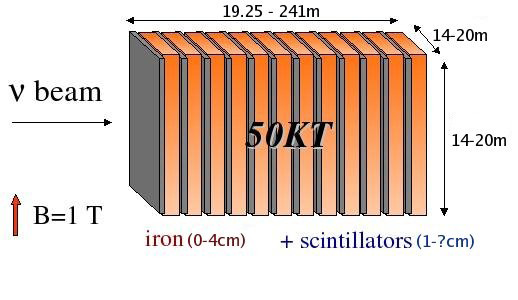 19.25 - 241m
14-20m
ν beam
50KT
14-20m
B=1 T
iron (0-4cm) + scintillators (1-?cm)